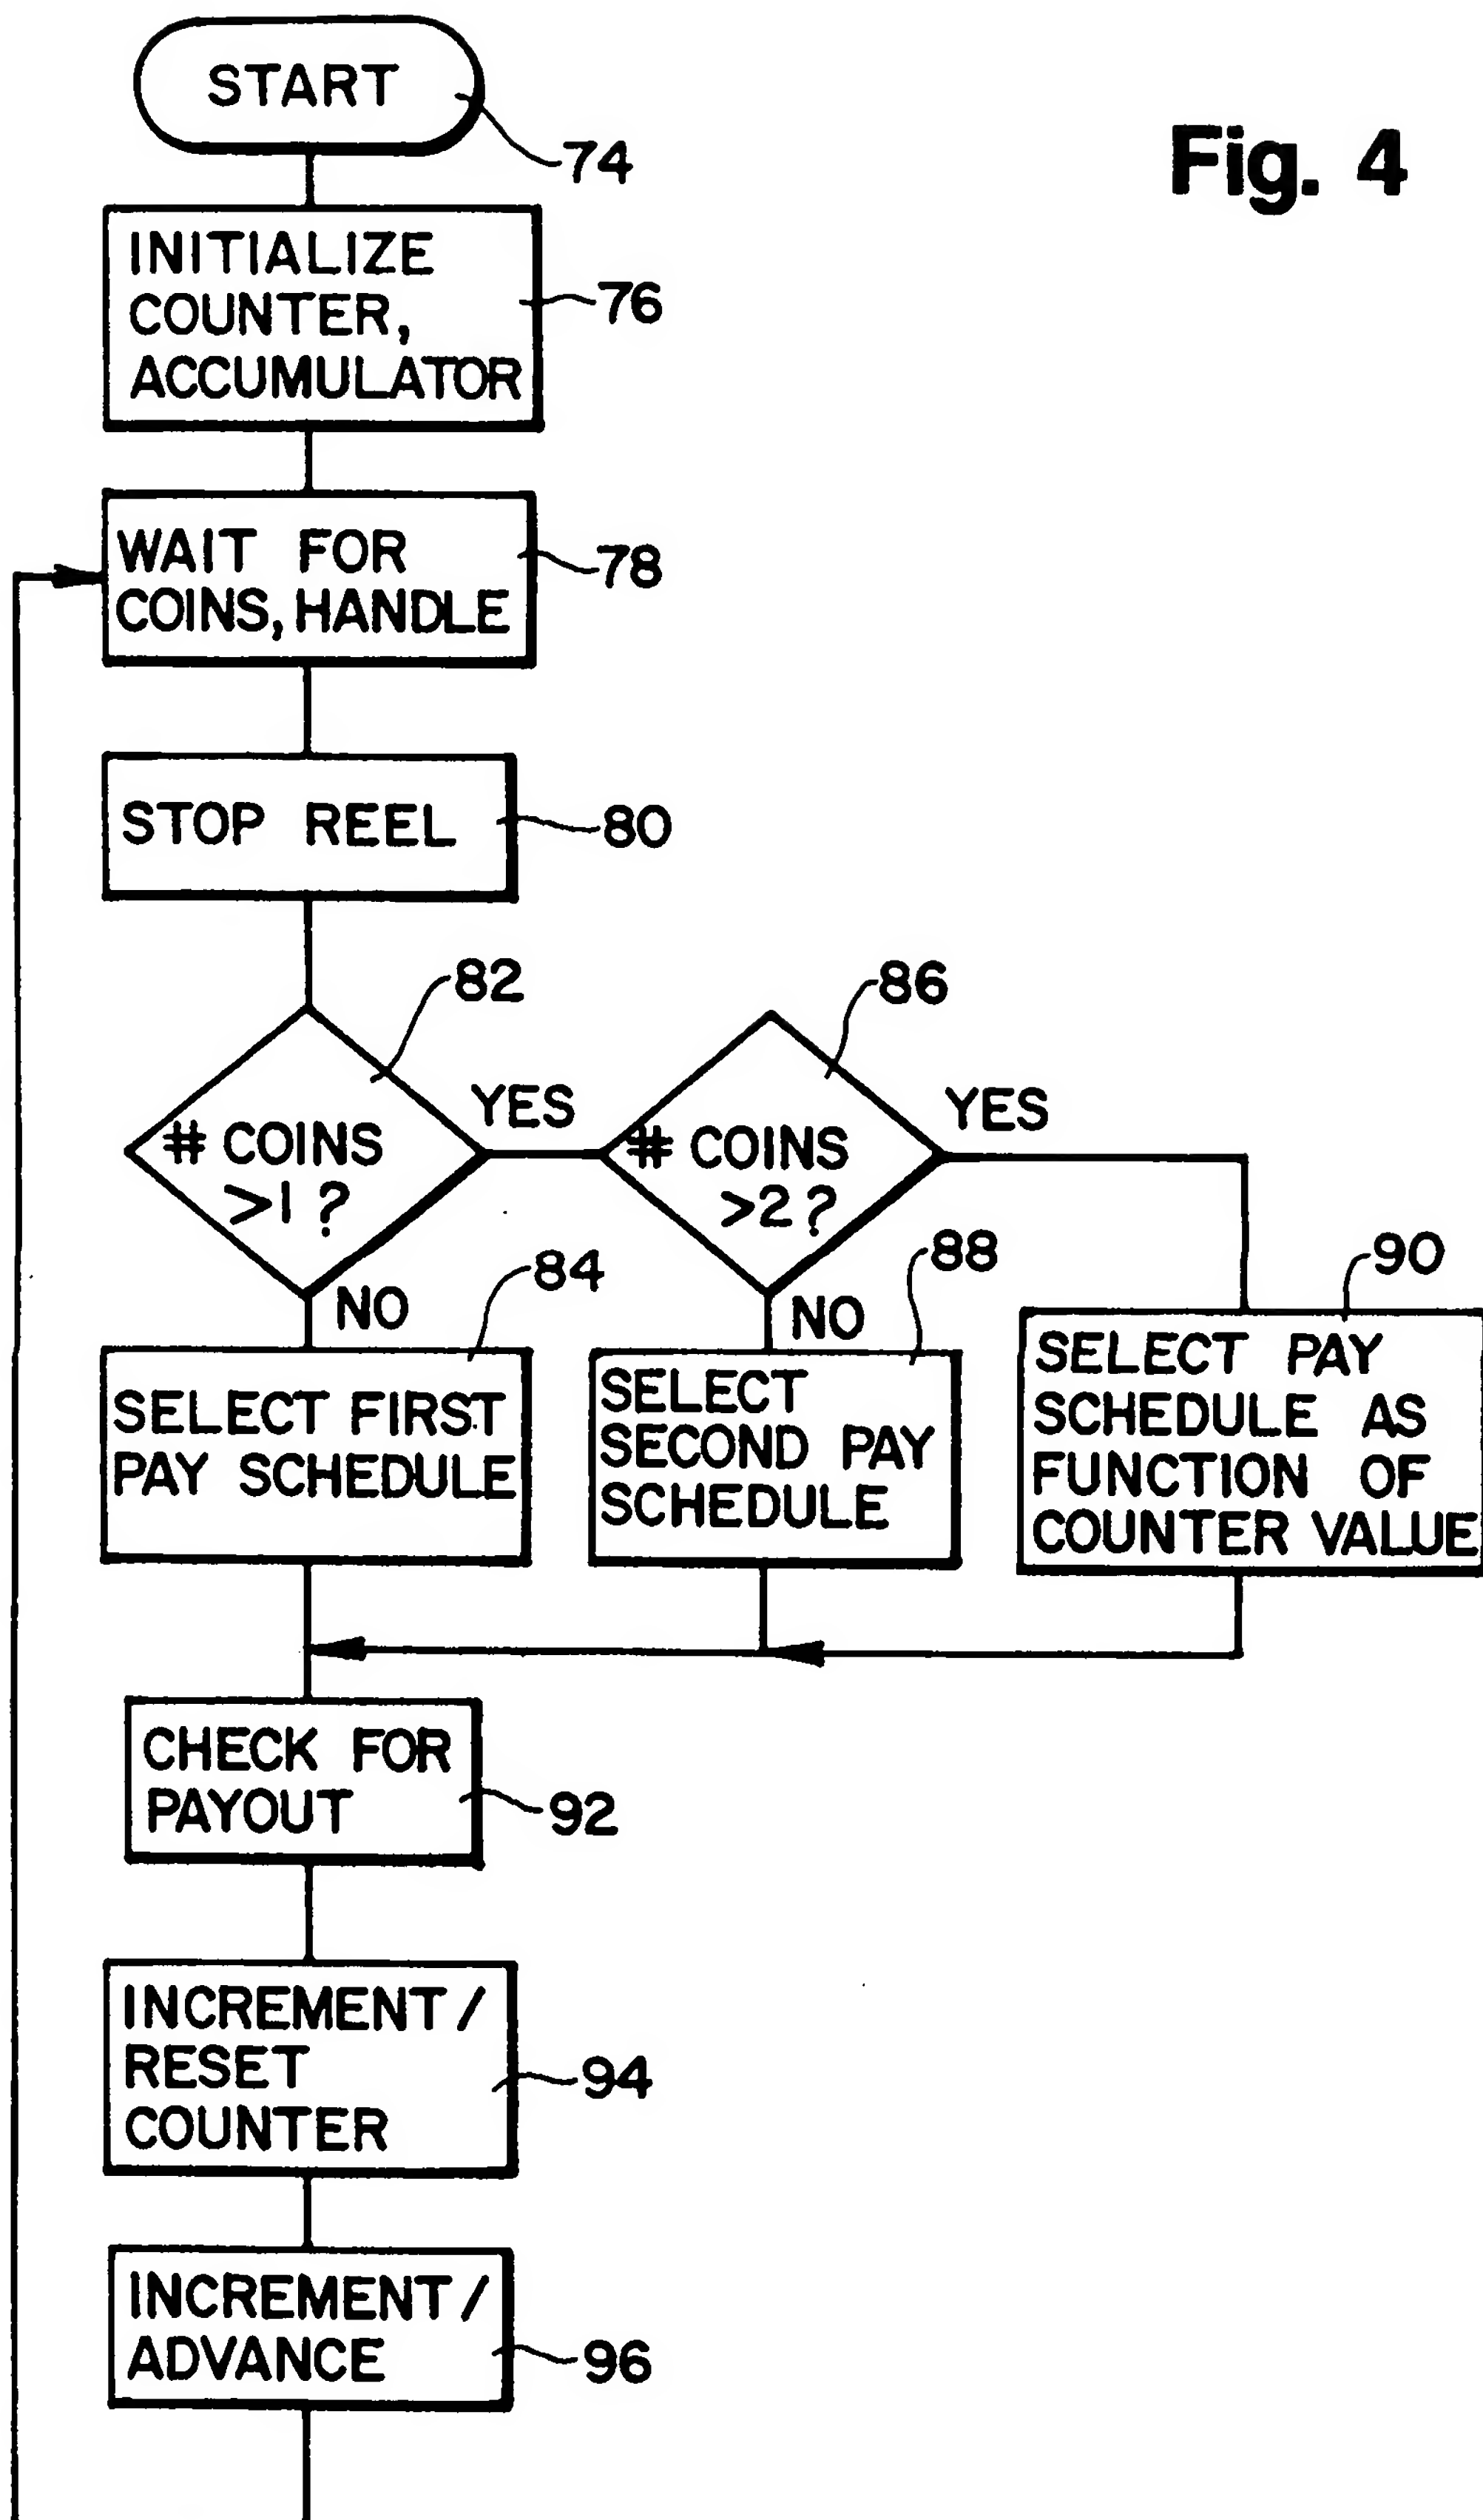 START
74
Fig. 4
INITIALIZE
COUNTER,
ACCUMULATOR
76
WAIT FOR
COINS, HANDLE
78
STOP REEL
80
82
86
# COINS
>1?
YES
NO
# COINS
>2?
YES
NO
84
88
90
SELECT FIRST
PAY SCHEDULE
SELECT
SECOND PAY
SCHEDULE
SELECT PAY
SCHEDULE AS
FUNCTION OF
COUNTER VALUE
CHECK FOR
PAYOUT
92
INCREMENT/
RESET
COUNTER
94
INCREMENT/
ADVANCE
96